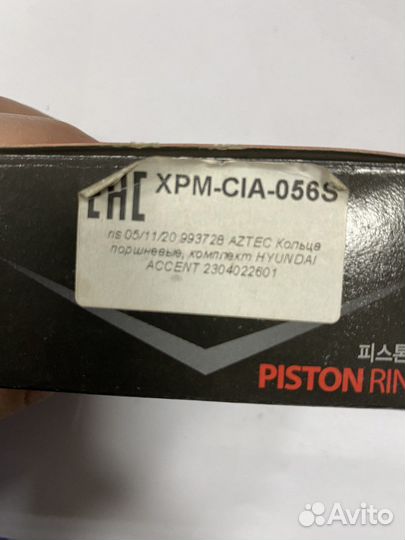 EAC XPM-CIA-056S
ns 05/11/20 993728 AZTEC Кольца
поршневые, комплект HYUNDAI
ACCENT 2304022601
피스톤
PISTON RIN
Avito